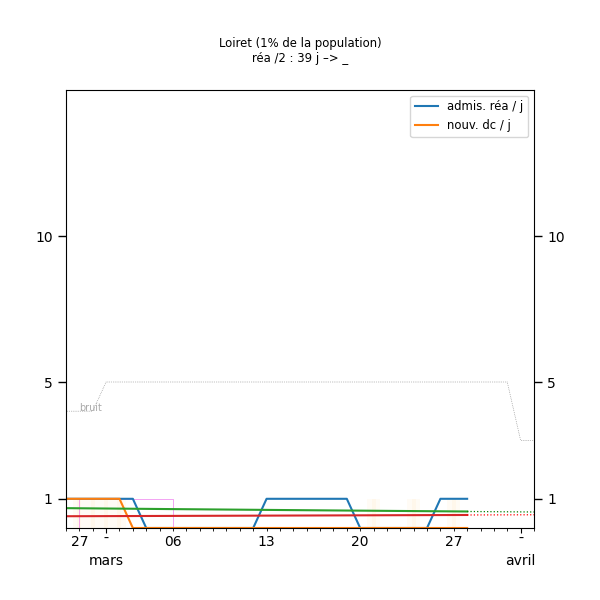 Loiret (1% de la population)
réa /2 : 39 j –> _
admis. réa / j
nouv. dc / j
10 10
5 5
bruit
1 1
27 - 06 13 20 27 -
mars avril